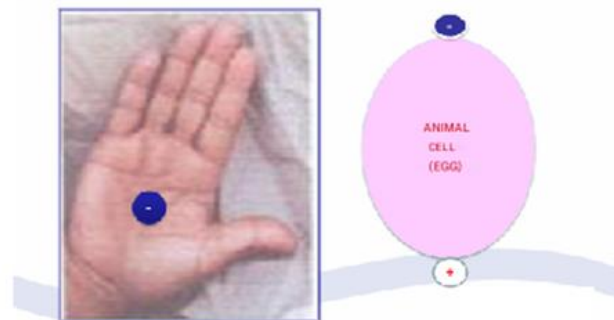 -
-
ANIMAL
CELL
(EGG)
+